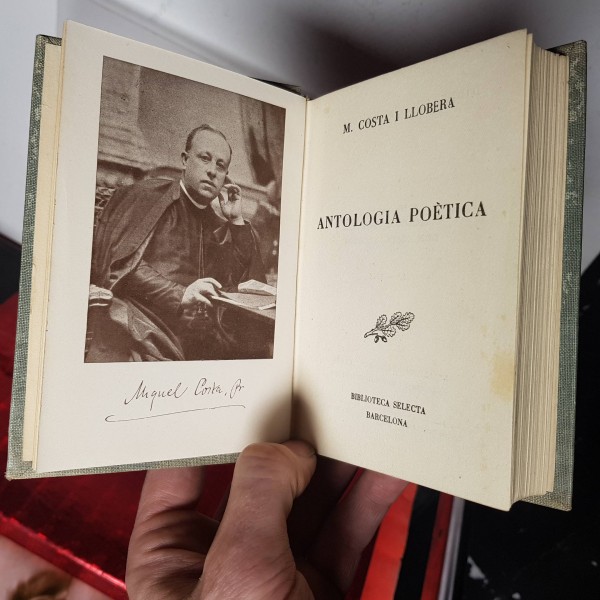 Miquel Costa, Pr
M. COSTA I LLOBERA
ANTOLOGIA POÈTICA
BIBLIOTECA SELECTA
BARCELONA